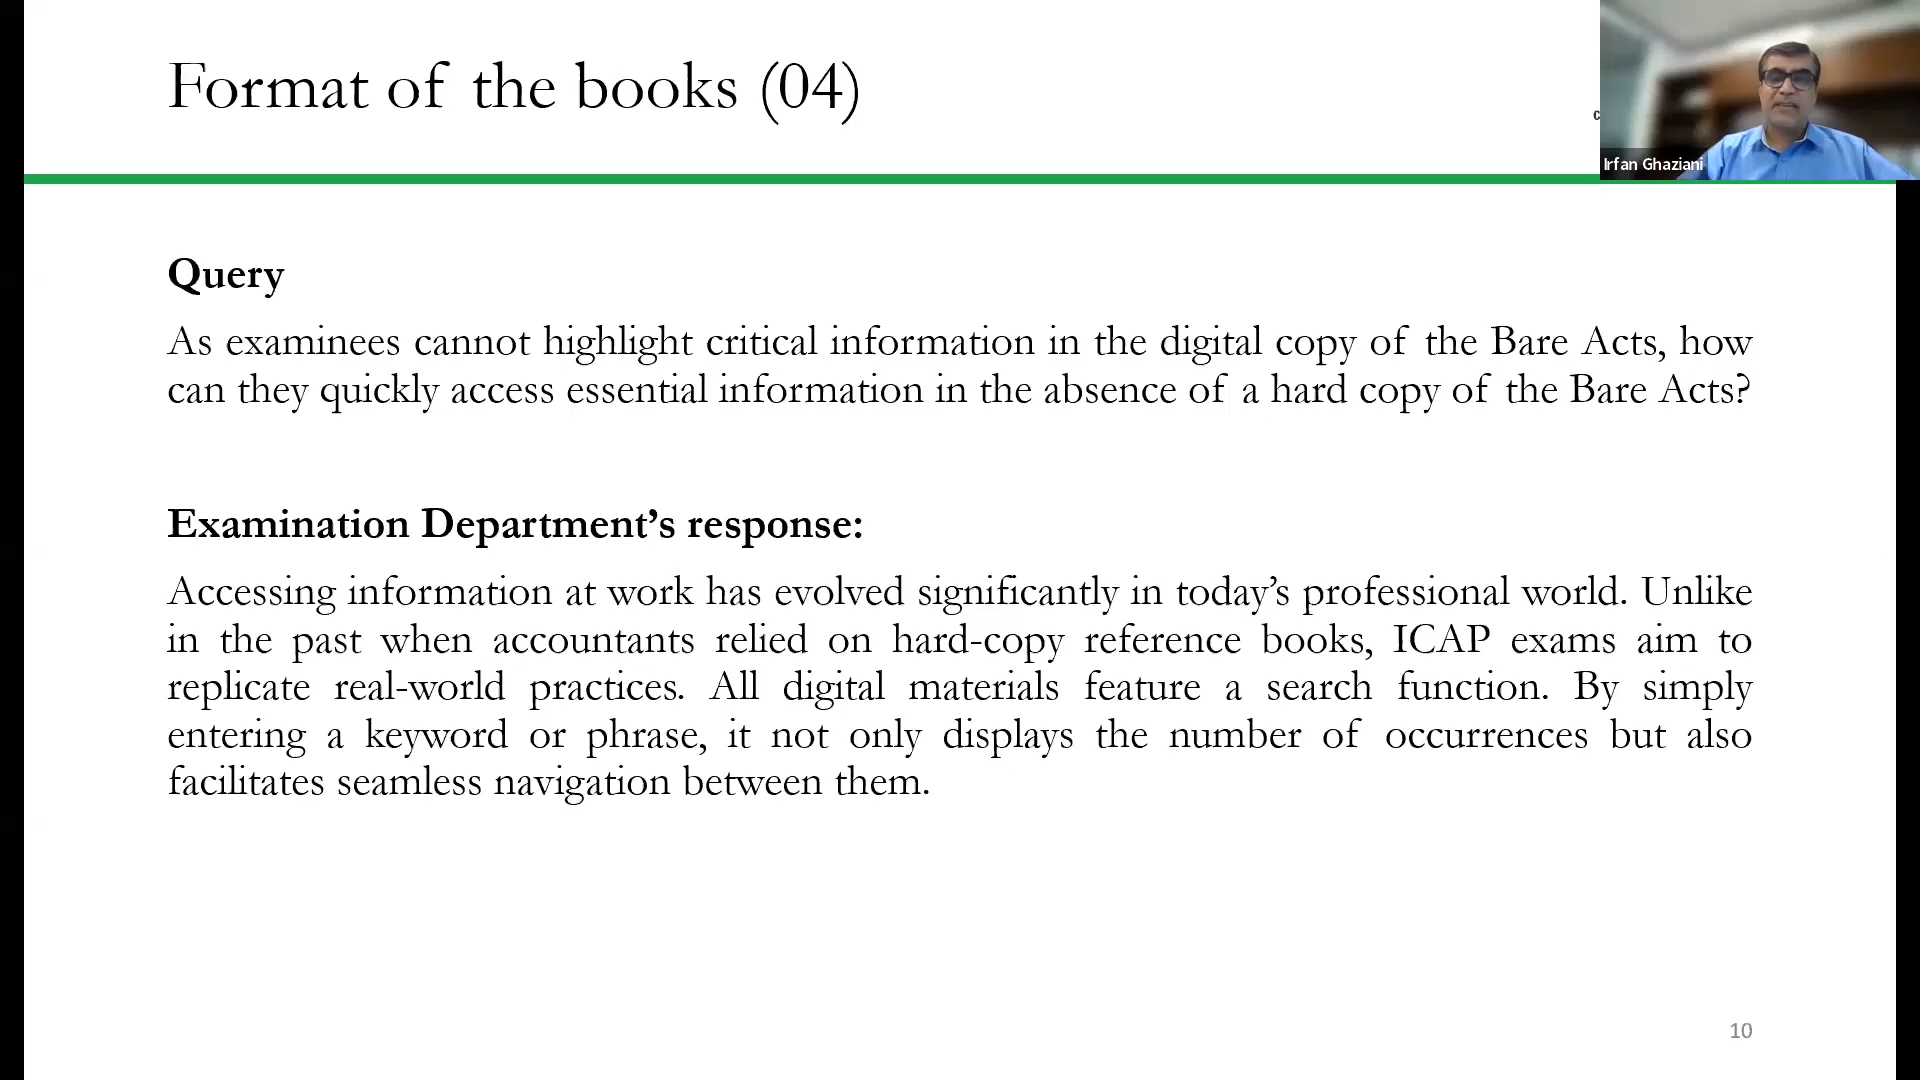 Format of the books (04)
c
Irfan Ghaziani
Query
As examinees cannot highlight critical information in the digital copy of the Bare Acts, how
can they quickly access essential information in the absence of a hard copy of the Bare Acts?
Examination Department’s response:
Accessing information at work has evolved significantly in today’s professional world. Unlike
in the past when accountants relied on hard-copy reference books, ICAP exams aim to
replicate real-world practices. All digital materials feature a search function. By simply
entering a keyword or phrase, it not only displays the number of occurrences but also
facilitates seamless navigation between them.
10